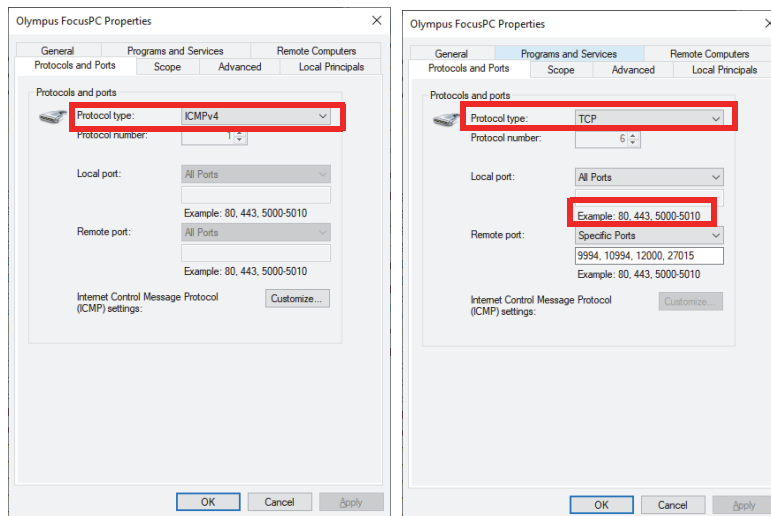 Olympus FocusPC Properties
General Programs and Services Remote Computers
Protocols and Ports Scope Advanced Local Principals
Protocols and ports
Protocol type: ICMPv4
Protocol number: 1
Local port: All Ports
Example: 80, 443, 5000-5010
Remote port: All Ports
Example: 80, 443, 5000-5010
Internet Control Message Protocol
(ICMP) settings: Customize...
OK Cancel Apply
Olympus FocusPC Properties
General Programs and Services Remote Computers
Protocols and Ports Scope Advanced Local Principals
Protocols and ports
Protocol type: TCP
Protocol number: 6
Local port: All Ports
Example: 80, 443, 5000-5010
Remote port: Specific Ports
9994, 10994, 12000, 27015
Example: 80, 443, 5000-5010
Internet Control Message Protocol
(ICMP) settings: Customize...
OK Cancel Apply